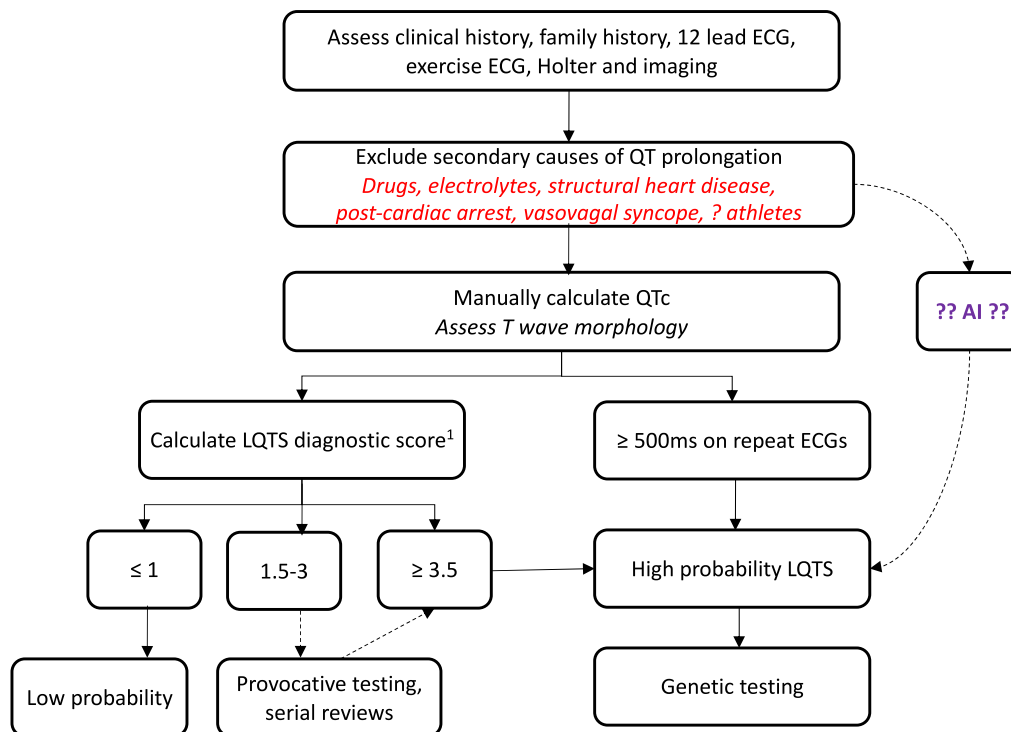 Assess clinical history, family history, 12 lead ECG,
exercise ECG, Holter and imaging
Exclude secondary causes of QT prolongation
Drugs, electrolytes, structural heart disease,
post-cardiac arrest, vasovagal syncope, ? athletes
Manually calculate QTc
Assess T wave morphology
?? AI ??
Calculate LQTS diagnostic score¹
≥ 500ms on repeat ECGs
≤ 1
1.5-3
≥ 3.5
High probability LQTS
Low probability
Provocative testing,
serial reviews
Genetic testing